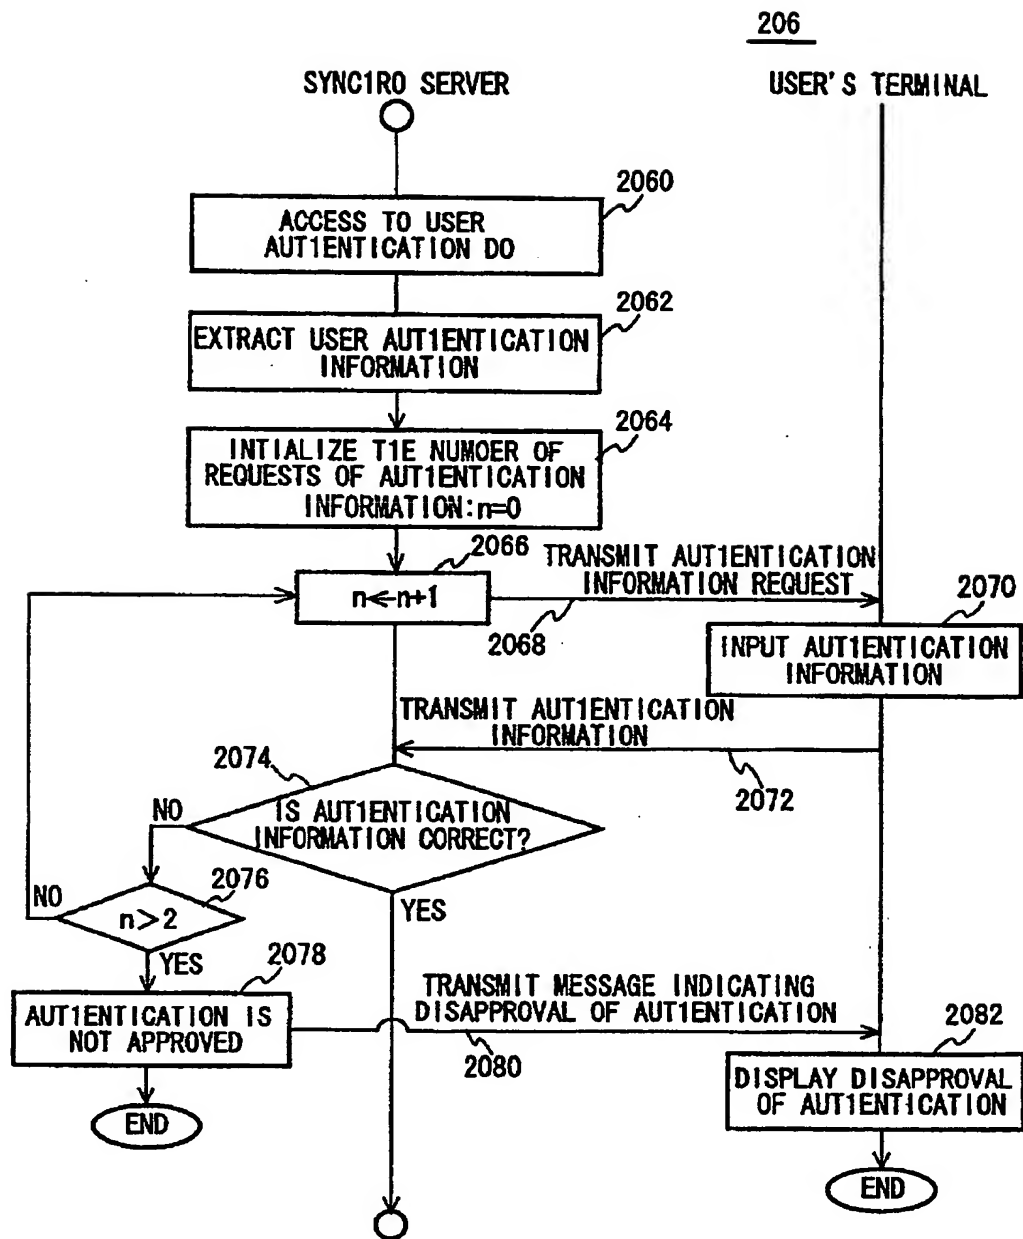 206
SYNC1RO SERVER
USER'S TERMINAL
2060
ACCESS TO USER
AUT1ENTICATION DO
2062
EXTRACT USER AUT1ENTICATION
INFORMATION
2064
INTIALIZE T1E NUMOER OF
REQUESTS OF AUT1ENTICATION
INFORMATION:n=0
2066
n←n+1
TRANSMIT AUT1ENTICATION
INFORMATION REQUEST
2068
2070
INPUT AUT1ENTICATION
INFORMATION
TRANSMIT AUT1ENTICATION
INFORMATION
2072
2074
IS AUT1ENTICATION
INFORMATION CORRECT?
NO
YES
2076
n>2
NO
YES
2078
AUT1ENTICATION IS
NOT APPROVED
TRANSMIT MESSAGE INDICATING
DISAPPROVAL OF AUT1ENTICATION
2080
2082
DISPLAY DISAPPROVAL
OF AUT1ENTICATION
END
END